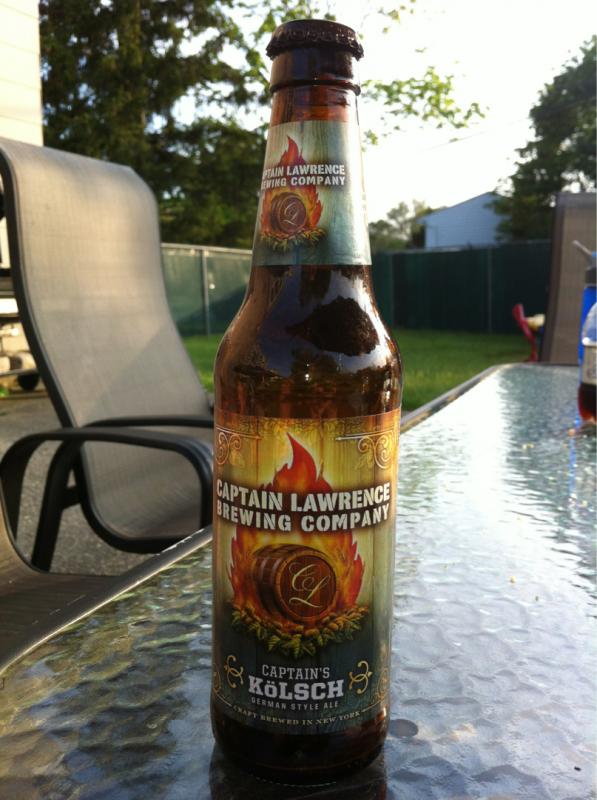 CAPTAIN LAWRENCE
BREWING COMPANY
CL
CAPTAIN LAWRENCE
BREWING COMPANY
CL
CAPTAIN'S
KöLSCH
GERMAN STYLE ALE
CRAFT BREWED IN NEW YORK